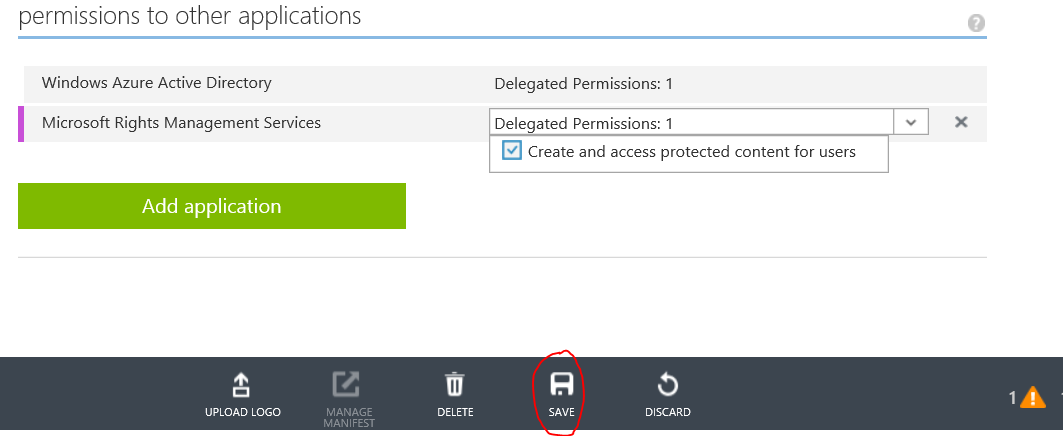 permissions to other applications
?
Windows Azure Active Directory Delegated Permissions: 1
Microsoft Rights Management Services Delegated Permissions: 1
Create and access protected content for users
Add application
UPLOAD LOGO MANAGE MANIFEST DELETE SAVE DISCARD
1